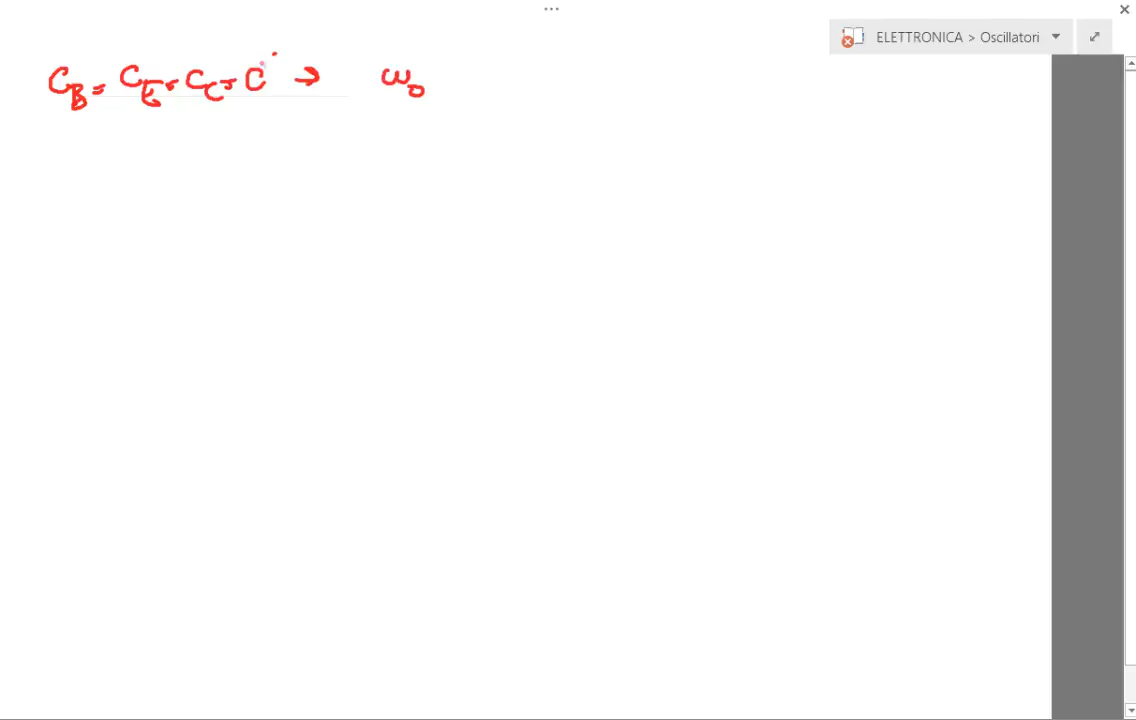 ELETTRONICA > Oscillatori
C_B = C_E = C_C = C → ω_0